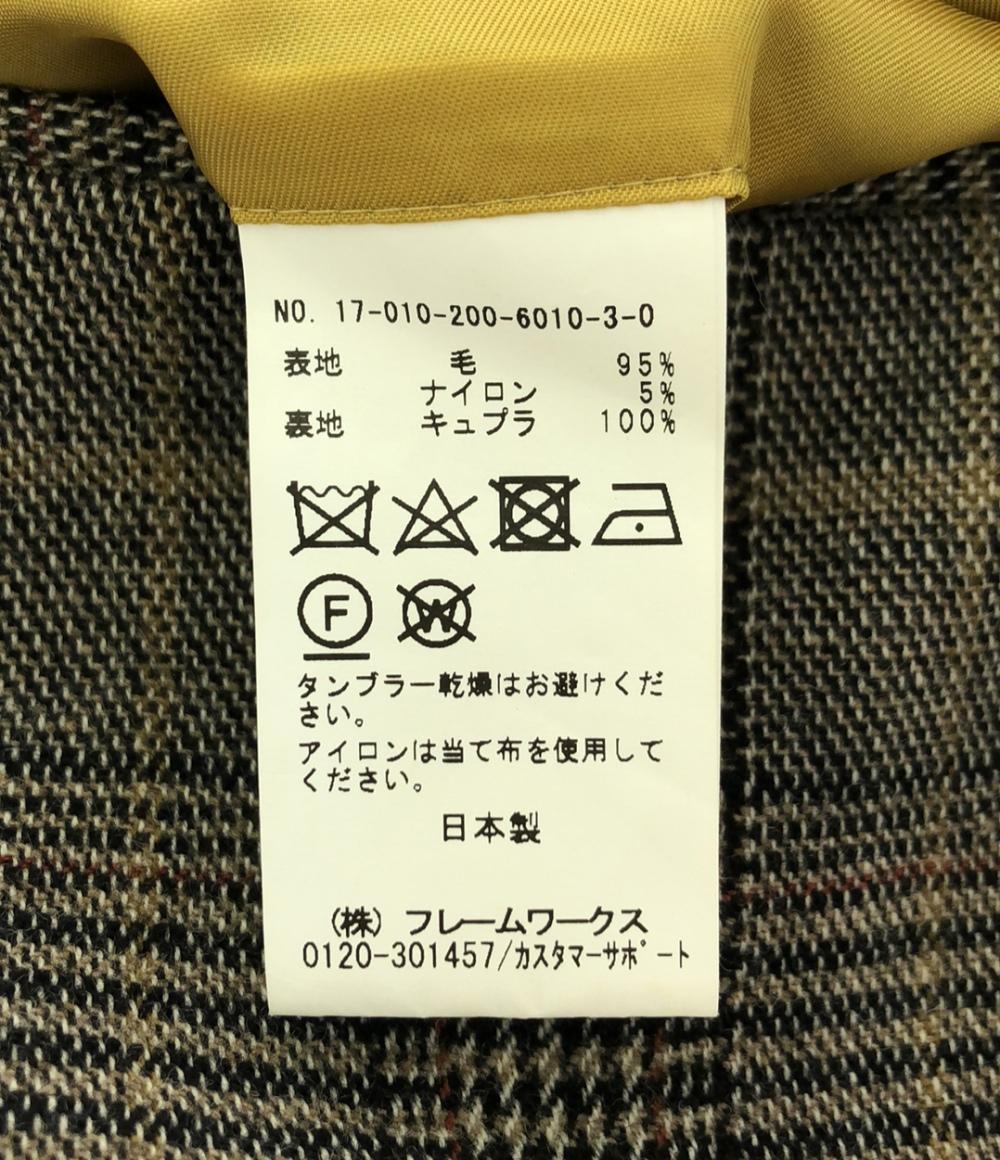 NO. 17-010-200-6010-3-0
表地 毛 95%
ナイロン 5%
裏地 キュプラ 100%
F W
タンブラー乾燥はお避けくだ
さい。
アイロンは当て布を使用して
ください。
日本製
(株) フレームワークス
0120-301457/カスタマーサポート